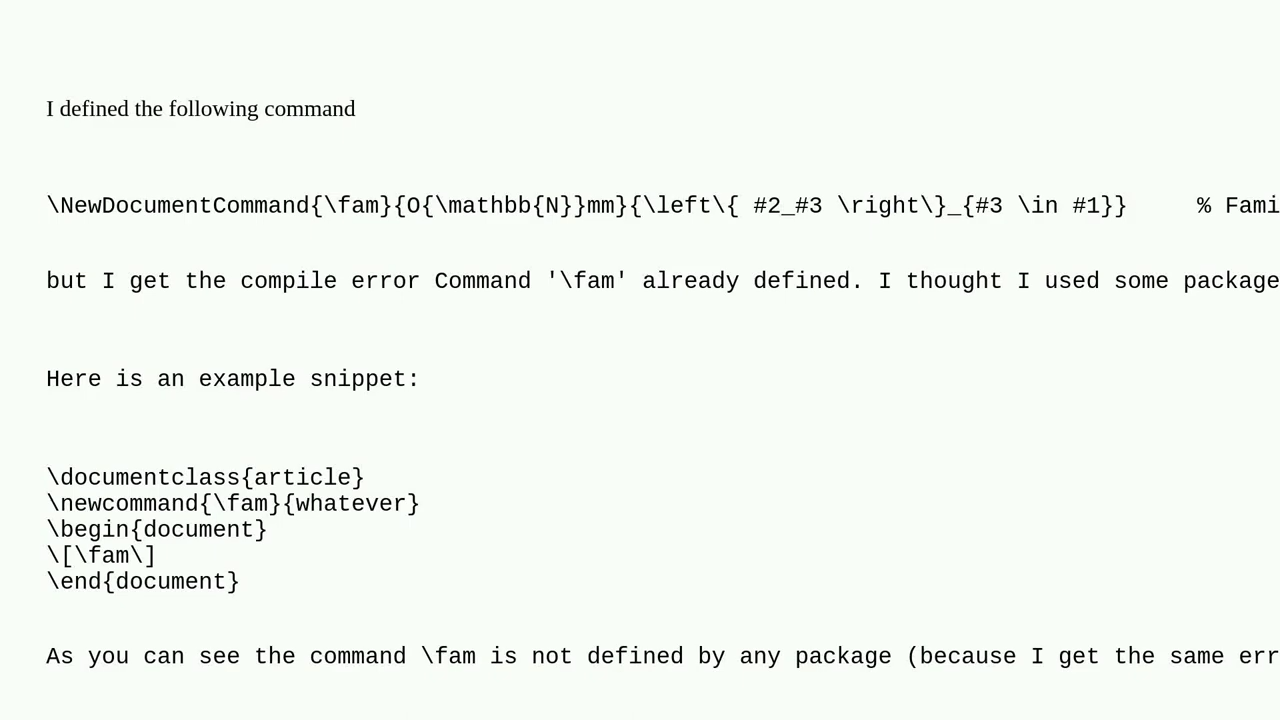 I defined the following command
\NewDocumentCommand{\fam}{O{\mathbb{N}}mm}{\left\{ #2_#3 \right\}_{#3 \in #1}}     % Fami
but I get the compile error Command '\fam' already defined. I thought I used some package
Here is an example snippet:
\documentclass{article}
\newcommand{\fam}{whatever}
\begin{document}
\[\fam\]
\end{document}
As you can see the command \fam is not defined by any package (because I get the same err